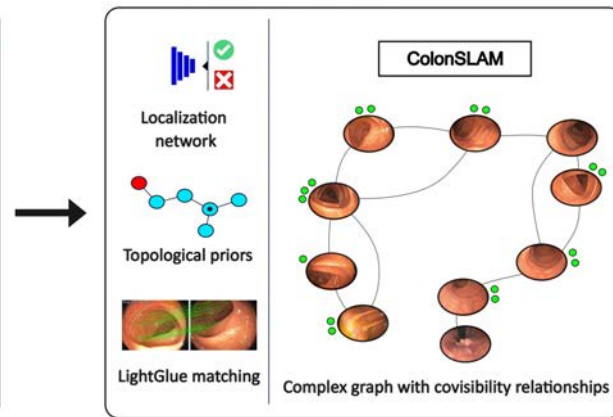 Localization
network
Topological priors
LightGlue matching
ColonSLAM
Complex graph with covisibility relationships